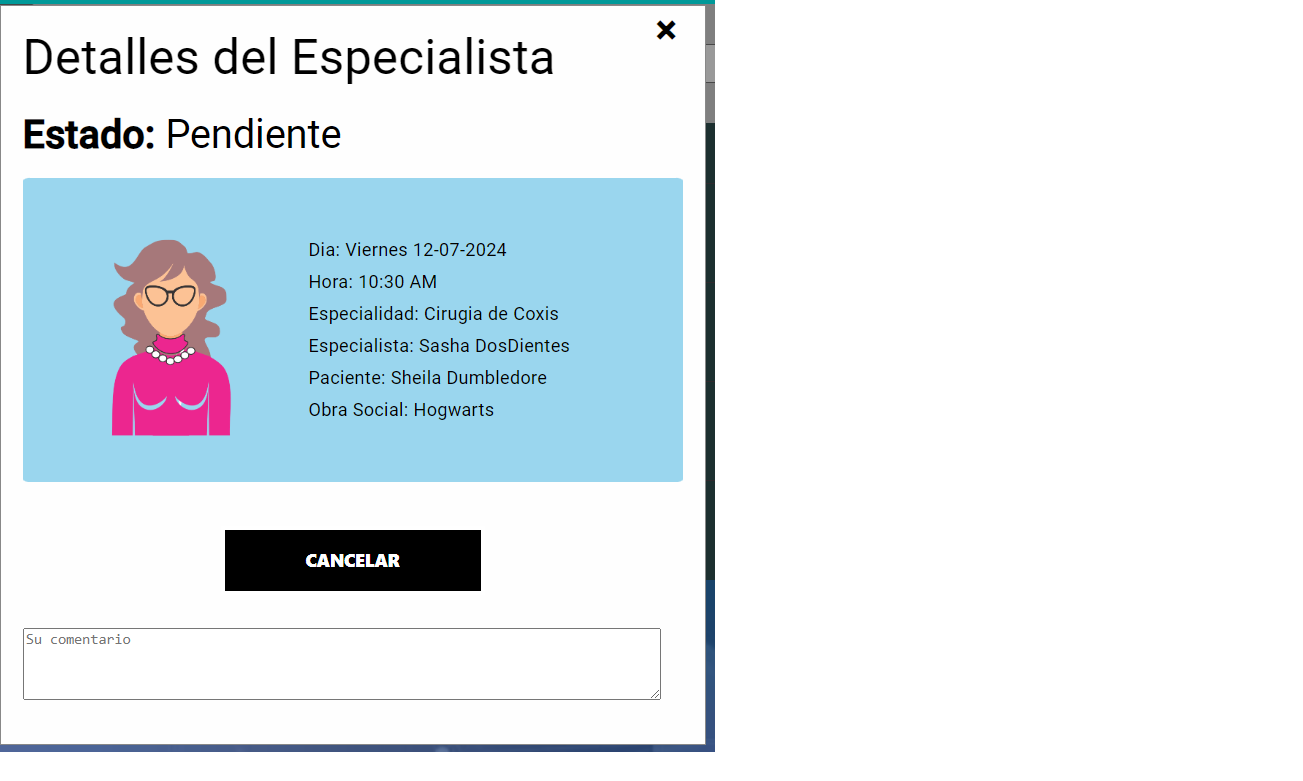 Detalles del Especialista
Estado: Pendiente
Dia: Viernes 12-07-2024
Hora: 10:30 AM
Especialidad: Cirugia de Coxis
Especialista: Sasha DosDientes
Paciente: Sheila Dumbledore
Obra Social: Hogwarts
CANCELAR
Su comentario